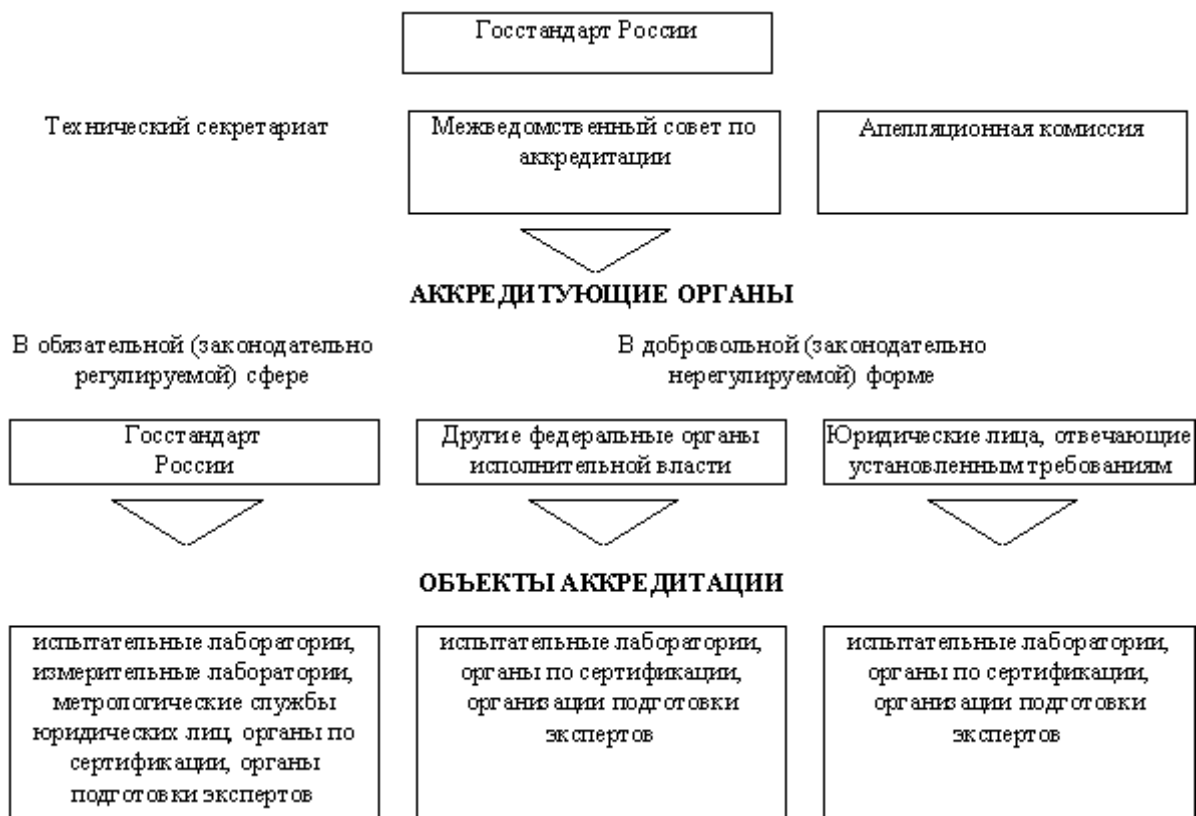 Госстандарт России
Технический секретариат
Межведомственный совет по
аккредитации
Апелляционная комиссия
АККРЕДИТУЮЩИЕ ОРГАНЫ
В обязательной (законодательно
регулируемой) сфере
В добровольной (законодательно
нерегулируемой) форме
Госстандарт
России
Другие федеральные органы
исполнительной власти
Юридические лица, отвечающие
установленным требованиям
ОБЪЕКТЫ АККРЕДИТАЦИИ
испытательные лаборатории,
измерительные лаборатории,
метрологические службы
юридических лиц, органы по
сертификации, органы
подготовки экспертов
испытательные лаборатории,
органы по сертификации,
организации подготовки
экспертов
испытательные лаборатории,
органы по сертификации,
организации подготовки
экспертов